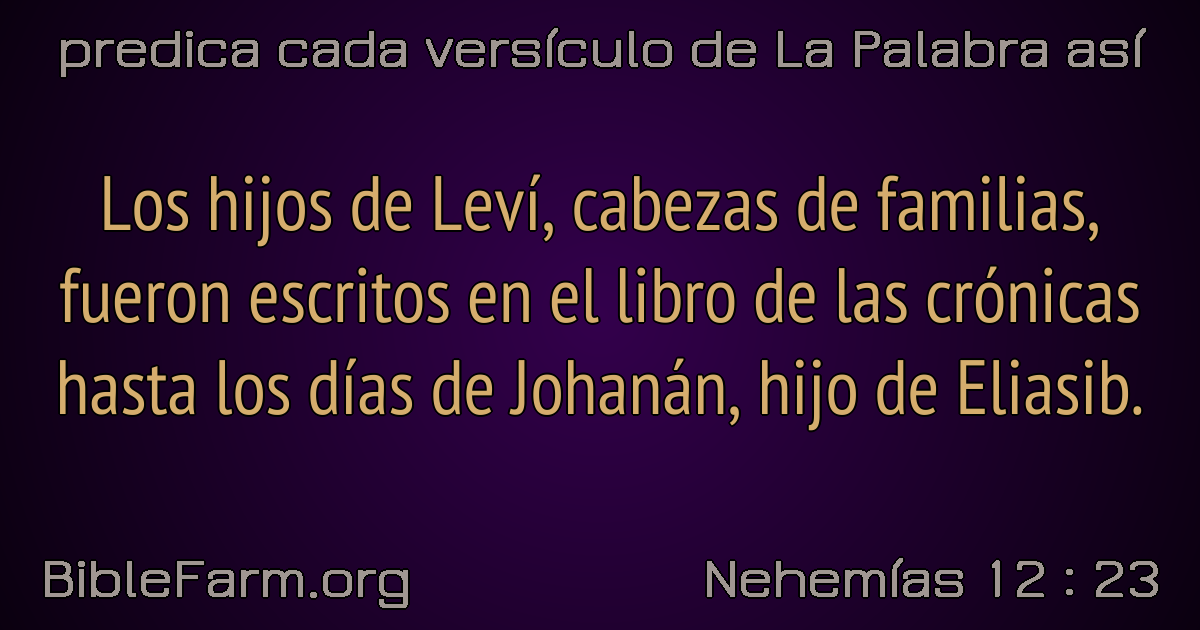 predica cada versículo de La Palabra así
Los hijos de Leví, cabezas de familias,
fueron escritos en el libro de las crónicas
hasta los días de Johanán, hijo de Eliasib.
BibleFarm.org
Nehemías 12 : 23